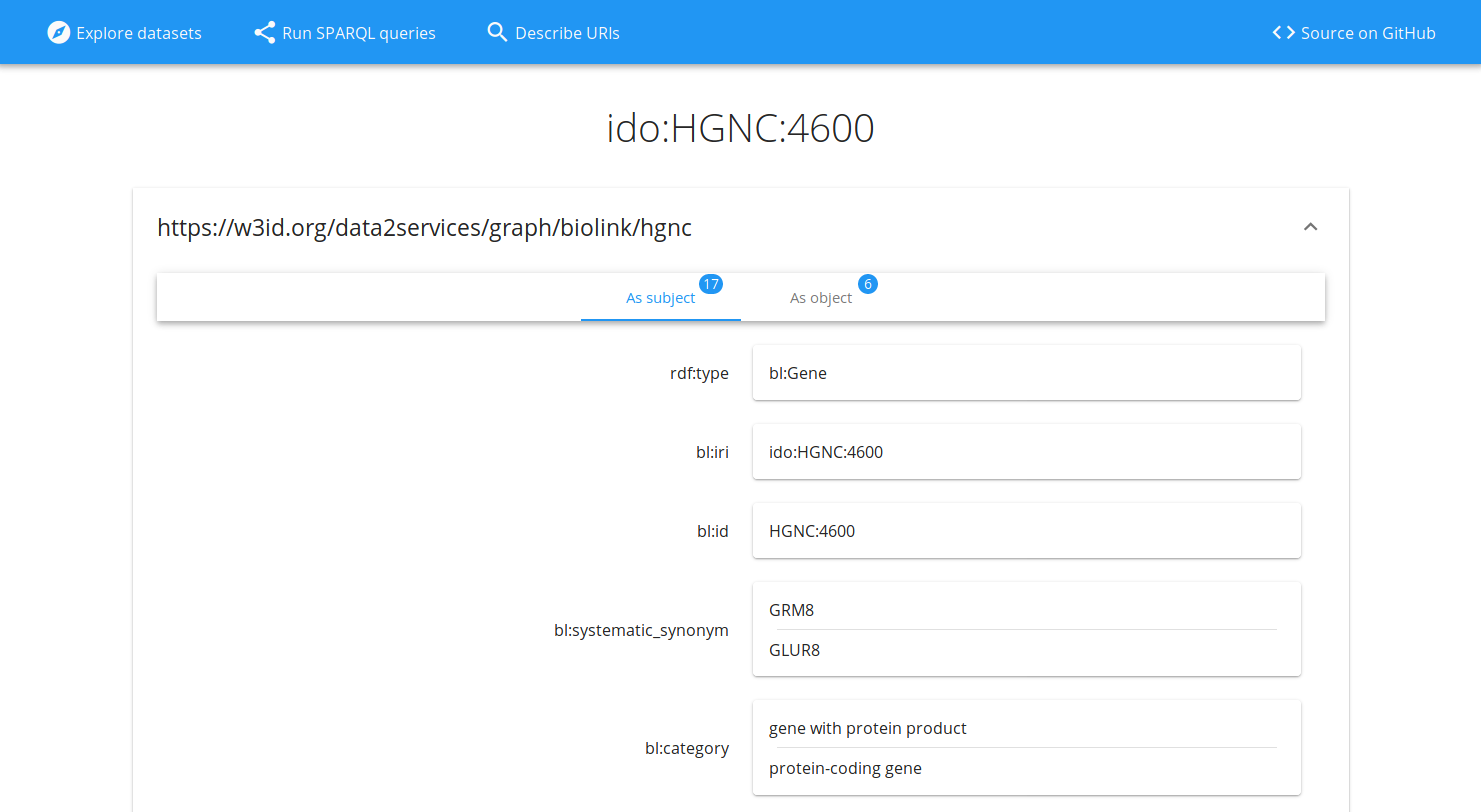 Explore datasets
Run SPARQL queries
Describe URIs
Source on GitHub
ido:HGNC:4600
https://w3id.org/data2services/graph/biolink/hgnc
As subject 17
As object 6
rdf:type
bl:Gene
bl:iri
ido:HGNC:4600
bl:id
HGNC:4600
bl:systematic_synonym
GRM8
GLUR8
bl:category
gene with protein product
protein-coding gene